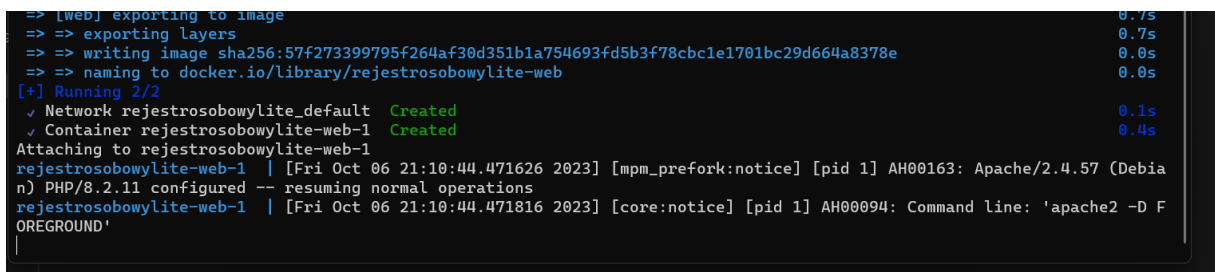 => [web] exporting to image 0.7s
=> => exporting layers 0.7s
=> => writing image sha256:57f273399795f264af30d351b1a754693fd5b3f78cbc1e1701bc29d664a8378e 0.0s
=> => naming to docker.io/library/rejestrosobowylite-web 0.0s
[+] Running 2/2
✓ Network rejestrosobowylite_default Created 0.1s
✓ Container rejestrosobowylite-web-1 Created 0.4s
Attaching to rejestrosobowylite-web-1
rejestrosobowylite-web-1 | [Fri Oct 06 21:10:44.471626 2023] [mpm_prefork:notice] [pid 1] AH00163: Apache/2.4.57 (Debia
n) PHP/8.2.11 configured -- resuming normal operations
rejestrosobowylite-web-1 | [Fri Oct 06 21:10:44.471816 2023] [core:notice] [pid 1] AH00094: Command line: 'apache2 -D F
OREGROUND'